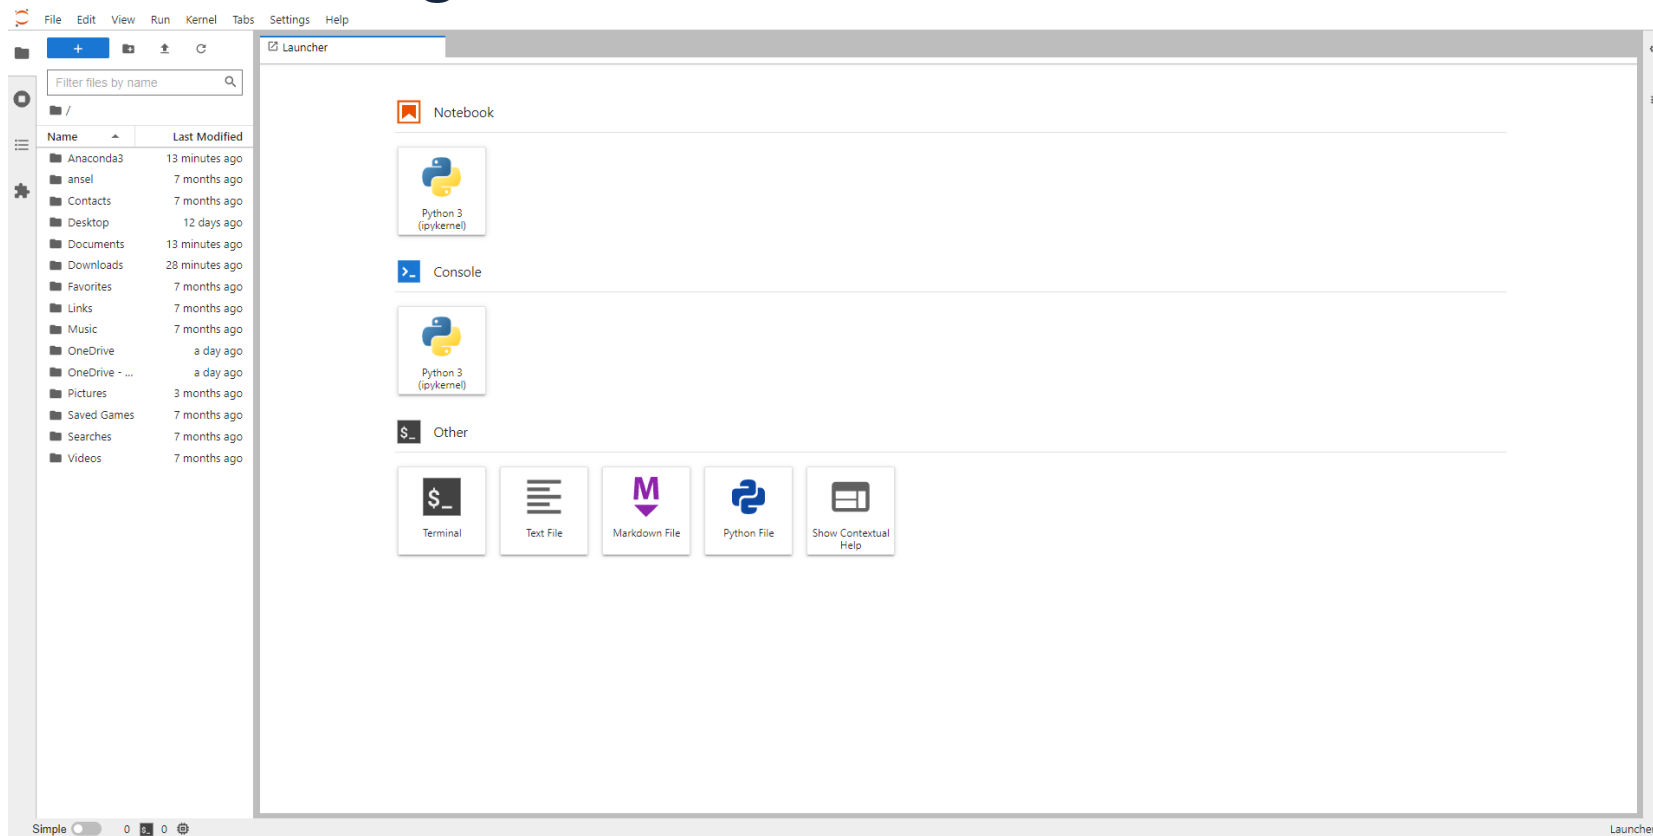 File Edit View Run Kernel Tabs Settings Help
Launcher
Filter files by name
/
Name Last Modified
Anaconda3 13 minutes ago
ansel 7 months ago
Contacts 7 months ago
Desktop 12 days ago
Documents 13 minutes ago
Downloads 28 minutes ago
Favorites 7 months ago
Links 7 months ago
Music 7 months ago
OneDrive a day ago
OneDrive - ... a day ago
Pictures 3 months ago
Saved Games 7 months ago
Searches 7 months ago
Videos 7 months ago
Notebook
Python 3
(ipykernel)
Console
Python 3
(ipykernel)
$_ Other
$_
Terminal
Text File
M
Markdown File
Python File
Show Contextual
Help
Simple 0 $_ 0
Launcher